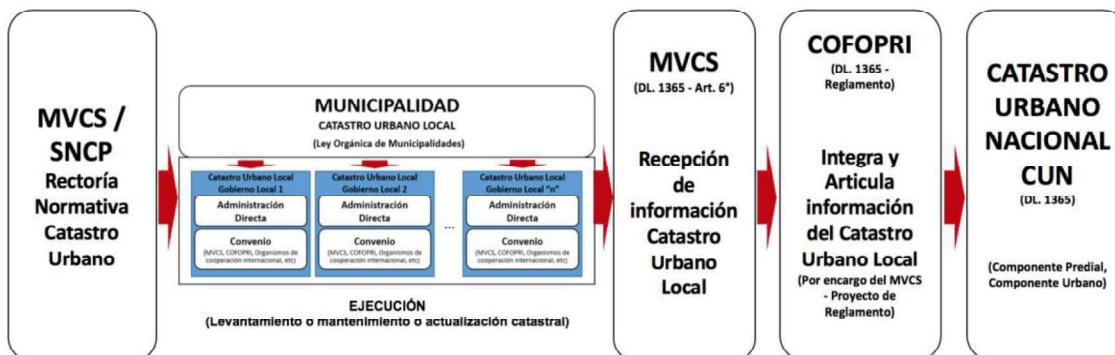 MVCS /
SNCP
Rectoría
Normativa
Catastro
Urbano
MUNICIPALIDAD
CATASTRO URBANO LOCAL
(Ley Orgánica de Municipalidades)
Catastro Urbano Local
Gobierno Local 1
Administración
Directa
Convenio
(MVCS, COFOPRI, Organismos de
cooperación internacional, etc)
Catastro Urbano Local
Gobierno Local 2
Administración
Directa
Convenio
(MVCS, COFOPRI, Organismos de
cooperación internacional, etc)
...
Catastro Urbano Local
Gobierno Local "n"
Administración
Directa
Convenio
(MVCS, COFOPRI, Organismos de
cooperación internacional, etc)
EJECUCIÓN
(Levantamiento o mantenimiento o actualización catastral)
MVCS
(DL. 1365 - Art. 6°)
Recepción
de
información
Catastro
Urbano
Local
COFOPRI
(DL. 1365 -
Reglamento)
Integra y
Articula
información
del Catastro
Urbano Local
(Por encargo del MVCS
- Proyecto de
Reglamento)
CATASTRO
URBANO
NACIONAL
CUN
(DL. 1365)
(Componente Predial,
Componente Urbano)